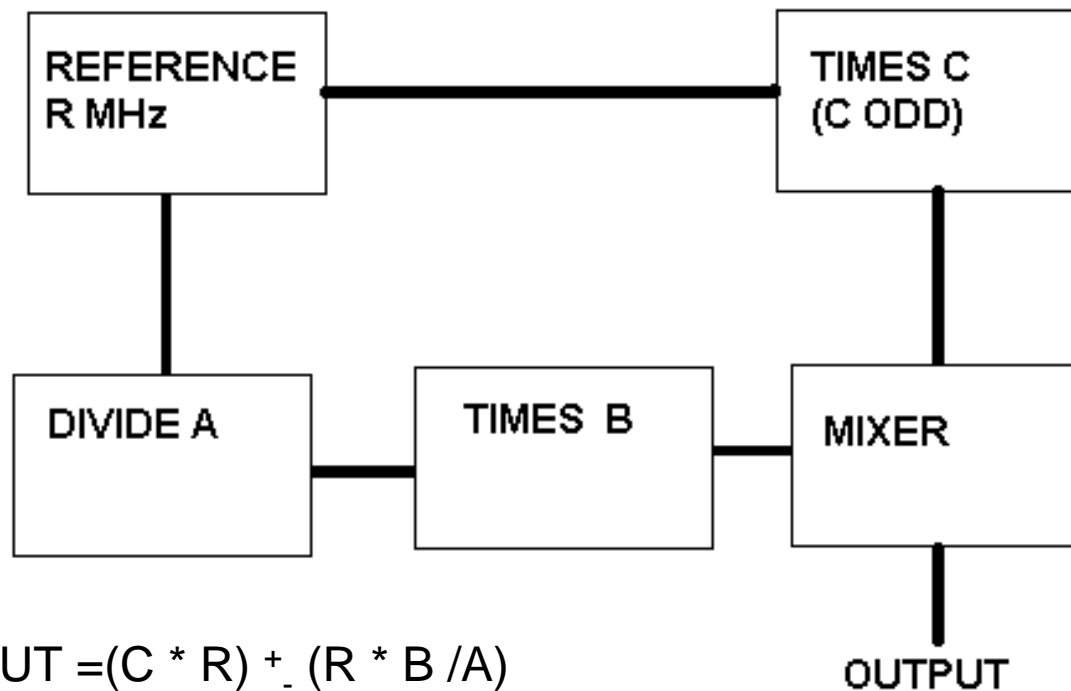 REFERENCE
R MHz
TIMES C
(C ODD)
DIVIDE A
TIMES B
MIXER
UT =(C * R) +- (R * B /A)
OUTPUT